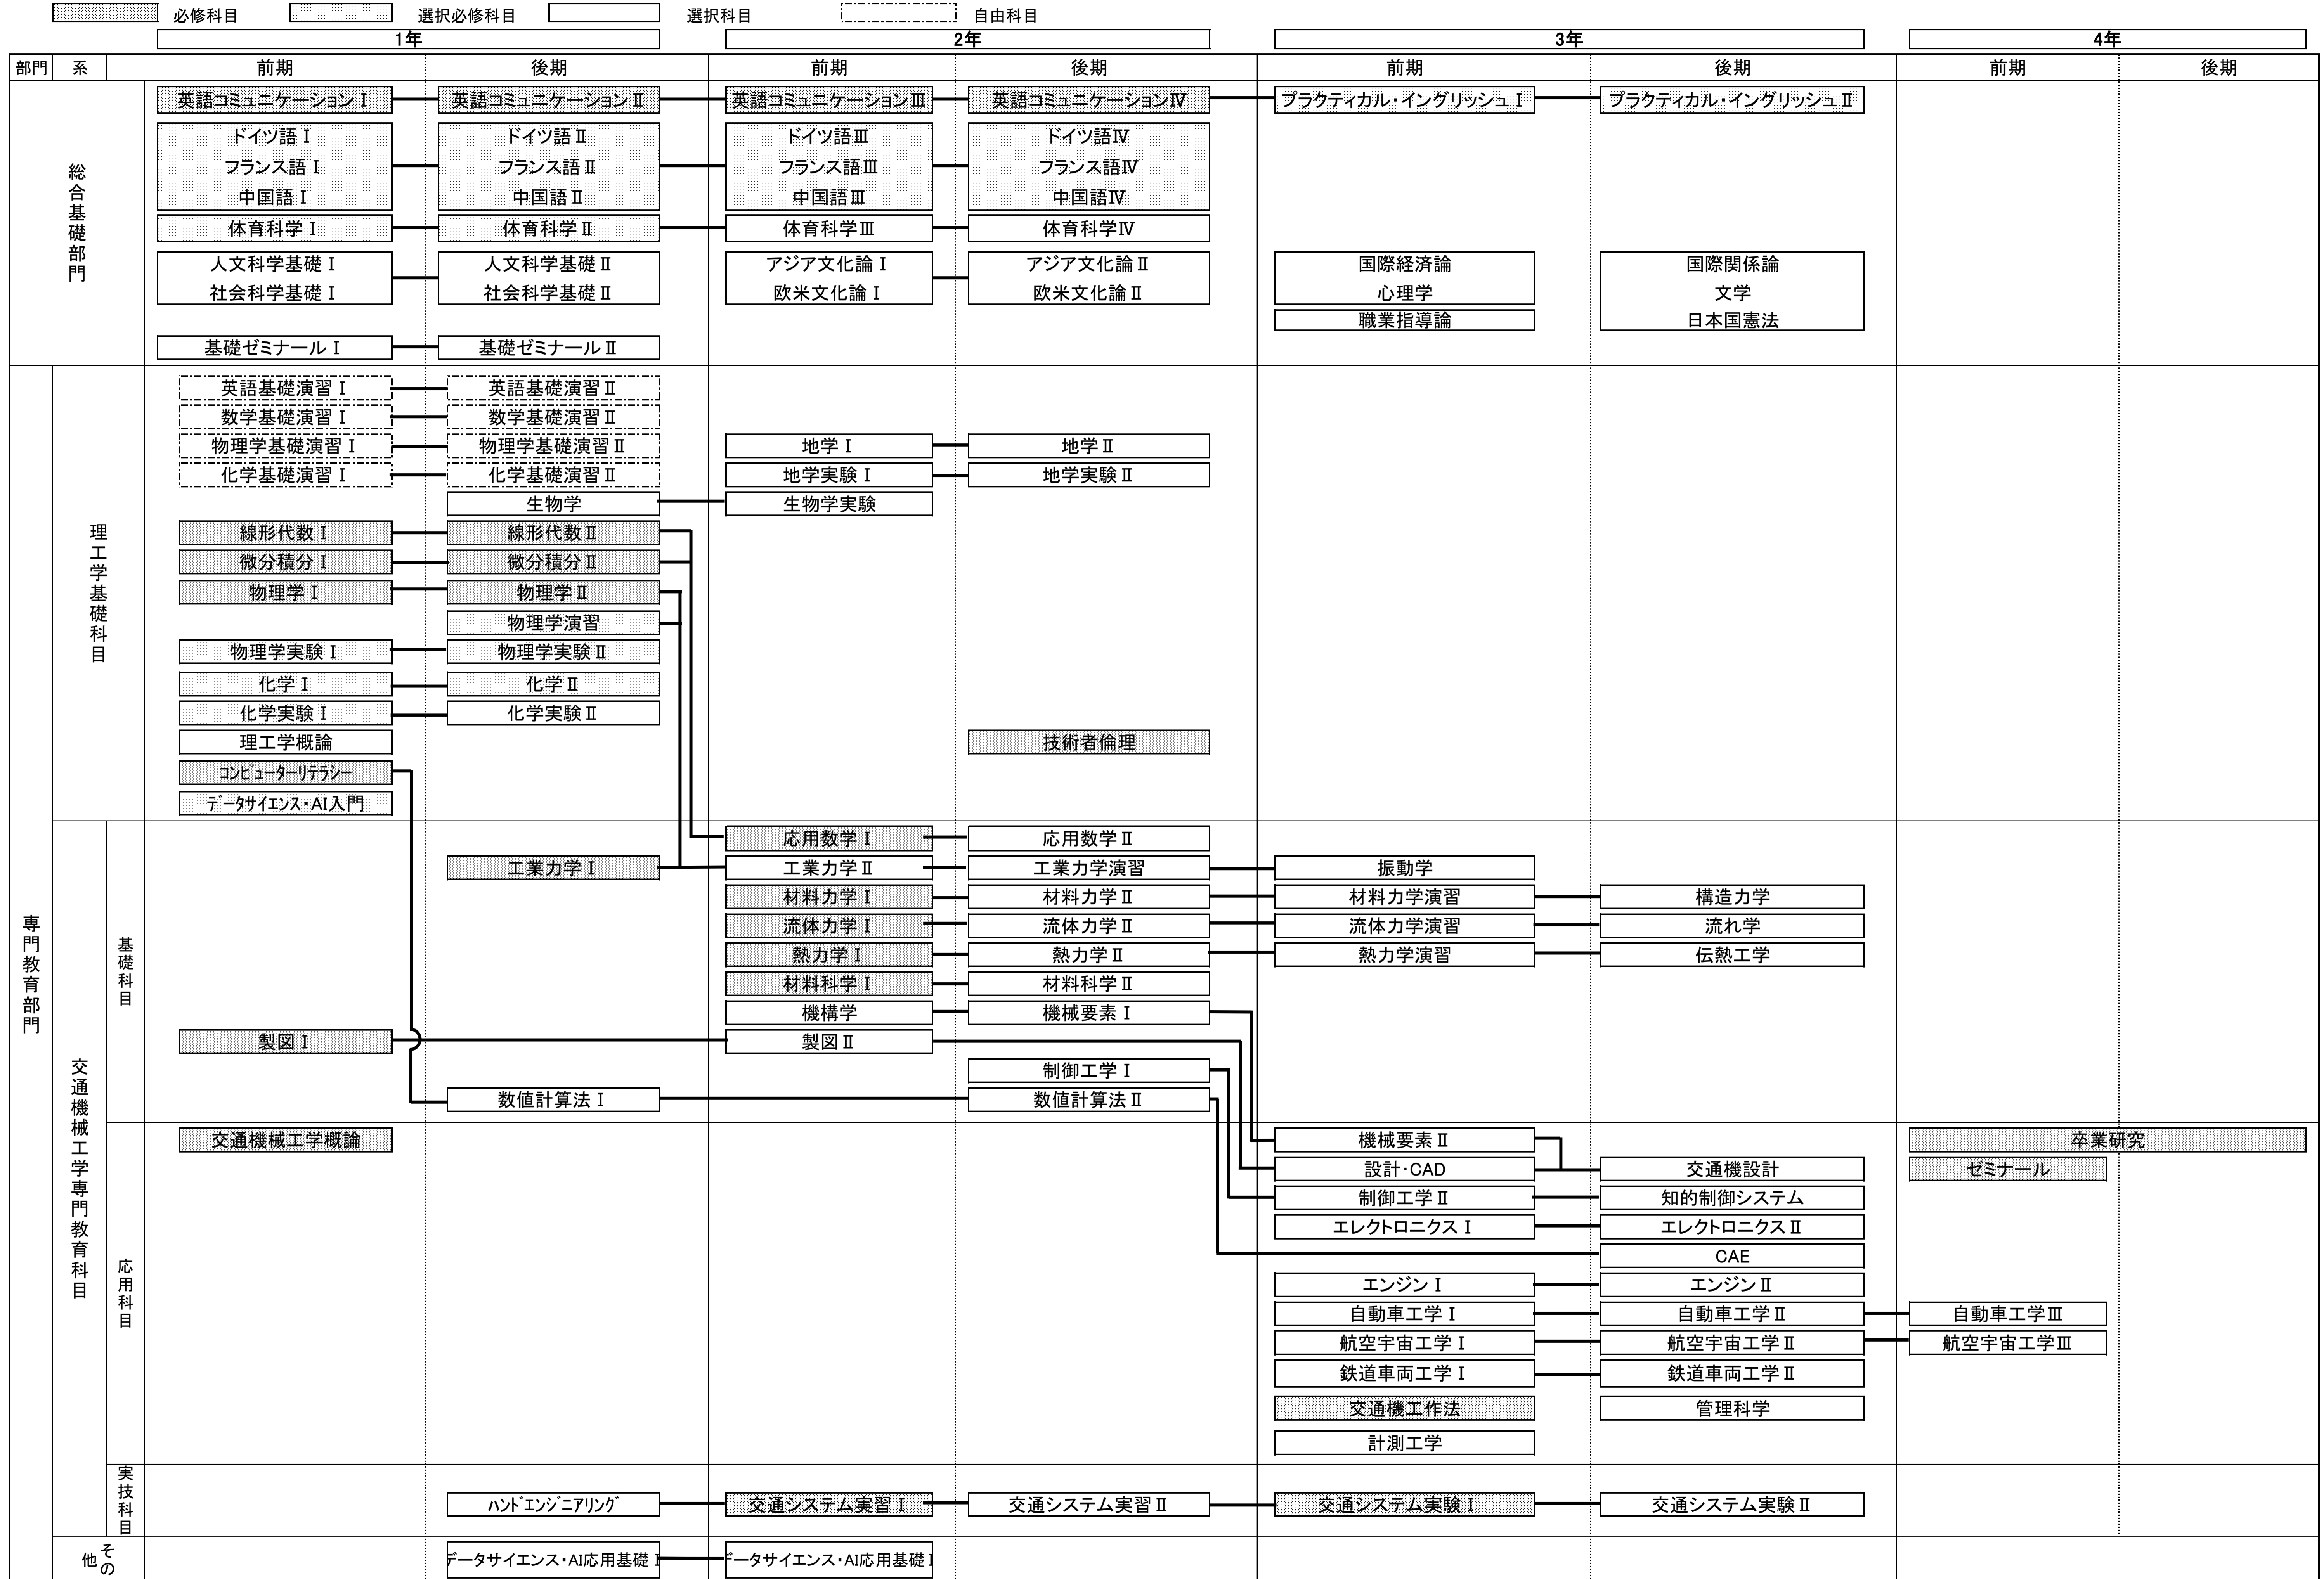 必修科目 選択必修科目 選択科目 自由科目
1年 2年 3年 4年
部門 系 前期 後期 前期 後期 前期 後期 前期 後期
総合基礎部門
英語コミュニケーションⅠ 英語コミュニケーションⅡ 英語コミュニケーションⅢ 英語コミュニケーションⅣ プラクティカル・イングリッシュⅠ プラクティカル・イングリッシュⅡ
ドイツ語Ⅰ ドイツ語Ⅱ ドイツ語Ⅲ ドイツ語Ⅳ
フランス語Ⅰ フランス語Ⅱ フランス語Ⅲ フランス語Ⅳ
中国語Ⅰ 中国語Ⅱ 中国語Ⅲ 中国語Ⅳ
体育科学Ⅰ 体育科学Ⅱ 体育科学Ⅲ 体育科学Ⅳ
人文科学基礎Ⅰ 人文科学基礎Ⅱ アジア文化論Ⅰ アジア文化論Ⅱ 国際経済論 国際関係論
社会科学基礎Ⅰ 社会科学基礎Ⅱ 欧米文化論Ⅰ 欧米文化論Ⅱ 心理学 文学
職業指導論 日本国憲法
基礎ゼミナールⅠ 基礎ゼミナールⅡ
専門教育部門
理工学基礎科目
英語基礎演習Ⅰ 英語基礎演習Ⅱ
数学基礎演習Ⅰ 数学基礎演習Ⅱ
物理学基礎演習Ⅰ 物理学基礎演習Ⅱ 地学Ⅰ 地学Ⅱ
化学基礎演習Ⅰ 化学基礎演習Ⅱ 地学実験Ⅰ 地学実験Ⅱ
生物学 生物学実験
線形代数Ⅰ 線形代数Ⅱ
微分積分Ⅰ 微分積分Ⅱ
物理学Ⅰ 物理学Ⅱ
物理学演習
物理学実験Ⅰ 物理学実験Ⅱ
化学Ⅰ 化学Ⅱ
化学実験Ⅰ 化学実験Ⅱ
理工学概論 技術者倫理
コンピューターリテラシー
データサイエンス・AI入門
交通機械工学専門教育科目
基礎科目
応用数学Ⅰ 応用数学Ⅱ
工業力学Ⅰ 工業力学Ⅱ 工業力学演習 振動学
材料力学Ⅰ 材料力学Ⅱ 材料力学演習 構造力学
流体力学Ⅰ 流体力学Ⅱ 流体力学演習 流れ学
熱力学Ⅰ 熱力学Ⅱ 熱力学演習 伝熱工学
材料科学Ⅰ 材料科学Ⅱ
機構学 機械要素Ⅰ
製図Ⅰ 製図Ⅱ
制御工学Ⅰ
数値計算法Ⅰ 数値計算法Ⅱ
応用科目
交通機械工学概論 機械要素Ⅱ 卒業研究
設計・CAD 交通機設計 ゼミナール
制御工学Ⅱ 知的制御システム
エレクトロニクスⅠ エレクトロニクスⅡ
CAE
エンジンⅠ エンジンⅡ
自動車工学Ⅰ 自動車工学Ⅱ 自動車工学Ⅲ
航空宇宙工学Ⅰ 航空宇宙工学Ⅱ 航空宇宙工学Ⅲ
鉄道車両工学Ⅰ 鉄道車両工学Ⅱ
交通機工作法 管理科学
計測工学
実技科目
ハンドエンジニアリング 交通システム実習Ⅰ 交通システム実習Ⅱ 交通システム実験Ⅰ 交通システム実験Ⅱ
その他
データサイエンス・AI応用基礎 データサイエンス・AI応用基礎